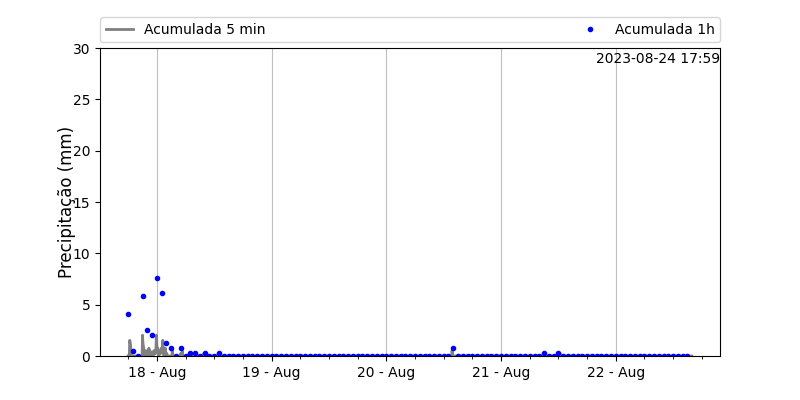 Acumulada 5 min
Acumulada 1h
2023-08-24 17:59
Precipitação (mm)
30
25
20
15
10
5
0
18 - Aug
19 - Aug
20 - Aug
21 - Aug
22 - Aug